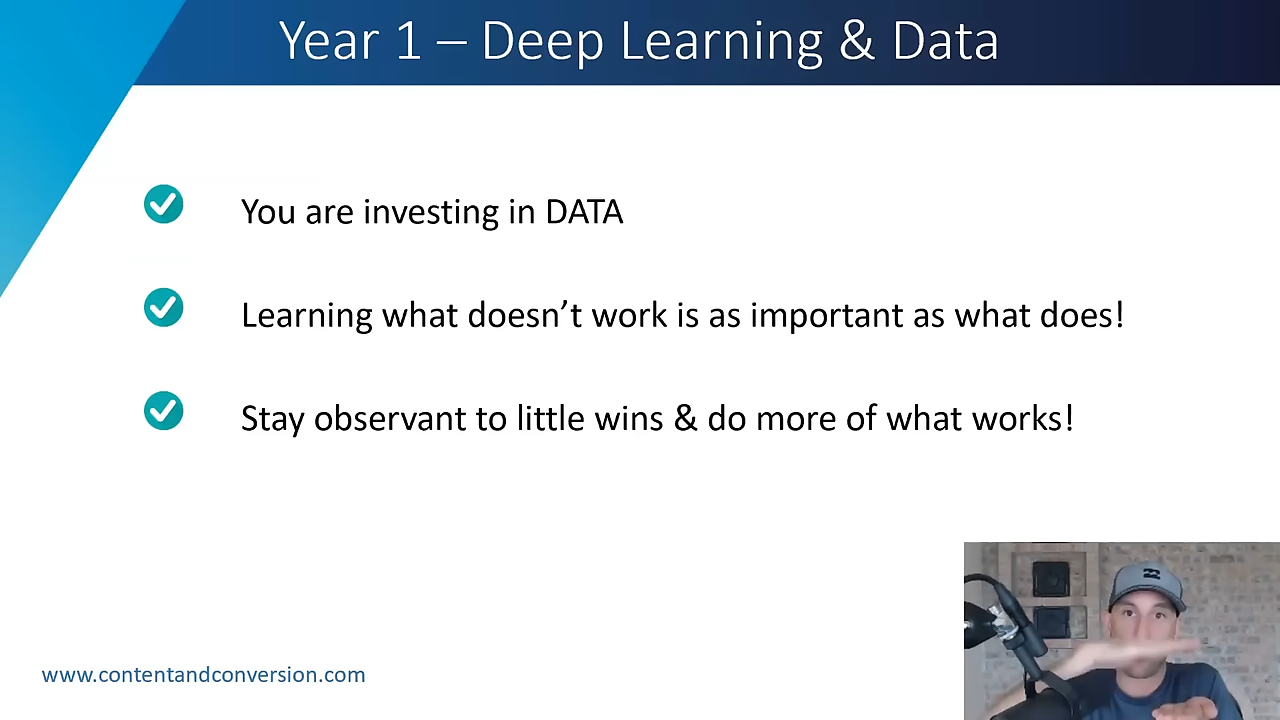 Year 1 – Deep Learning & Data
You are investing in DATA
Learning what doesn’t work is as important as what does!
Stay observant to little wins & do more of what works!
www.contentandconversion.com